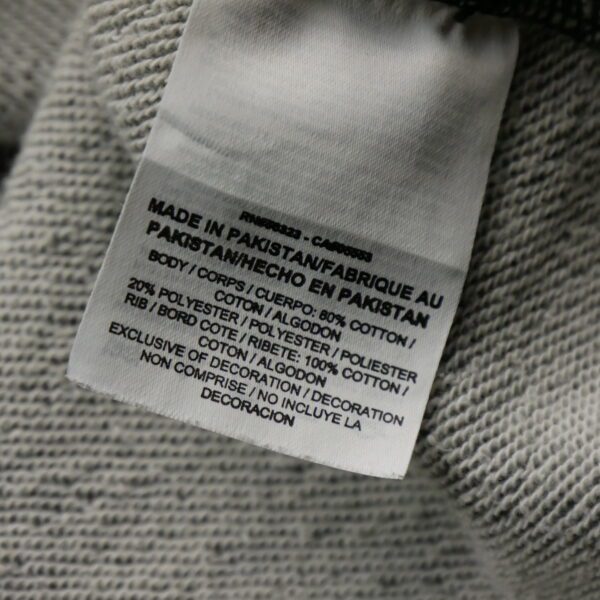 MADE IN PAKISTAN/FABRIQUE AU
PAKISTAN/HECHO EN PAKISTAN
BODY / CORPS / CUERPO: 80% COTTON /
COTON / ALGODON
20% POLYESTER / POLYESTER / POLIESTER
RIB / BORD COTE / RIBETE: 100% COTTON /
COTON / ALGODON
EXCLUSIVE OF DECORATION / DECORATION
NON COMPRISE / NO INCLUYE LA
DECORACION